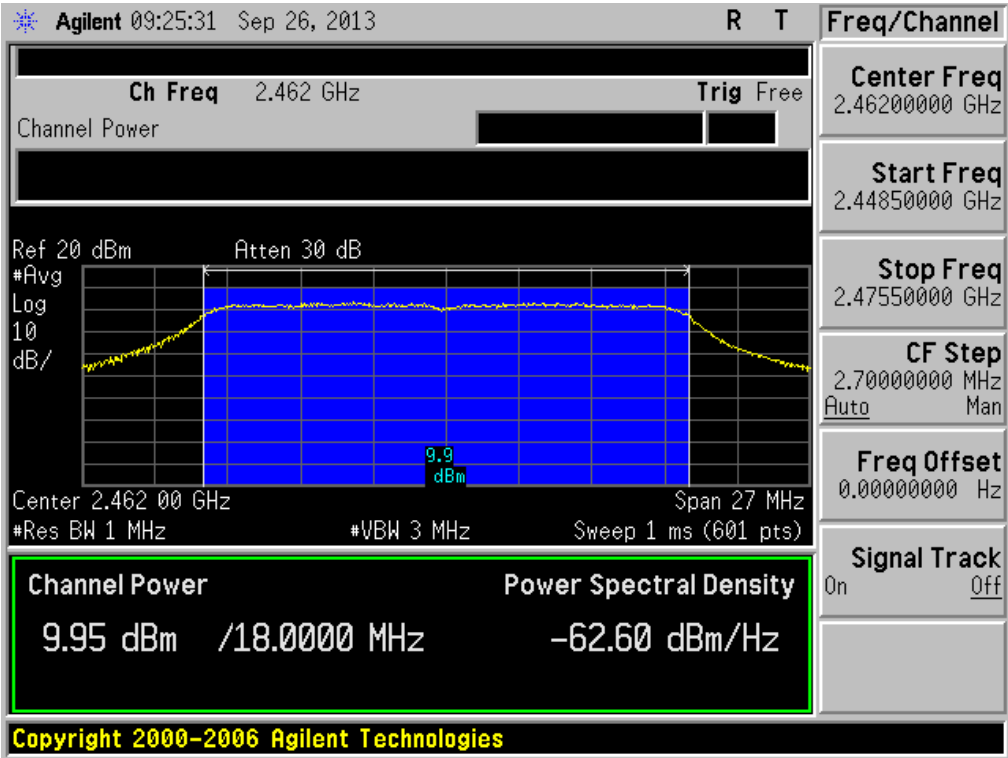 Agilent 09:25:31 Sep 26, 2013 R T
Freq/Channel
Ch Freq 2.462 GHz Trig Free
Channel Power
Center Freq
2.46200000 GHz
Start Freq
2.44850000 GHz
Stop Freq
2.47550000 GHz
CF Step
2.70000000 MHz
Auto Man
Freq Offset
0.00000000 Hz
Signal Track
On Off
Ref 20 dBm Atten 30 dB
#Avg
Log
10
dB/
9.9
dBm
Center 2.462 00 GHz Span 27 MHz
#Res BW 1 MHz #VBW 3 MHz Sweep 1 ms (601 pts)
Channel Power Power Spectral Density
9.95 dBm /18.0000 MHz -62.60 dBm/Hz
Copyright 2000-2006 Agilent Technologies